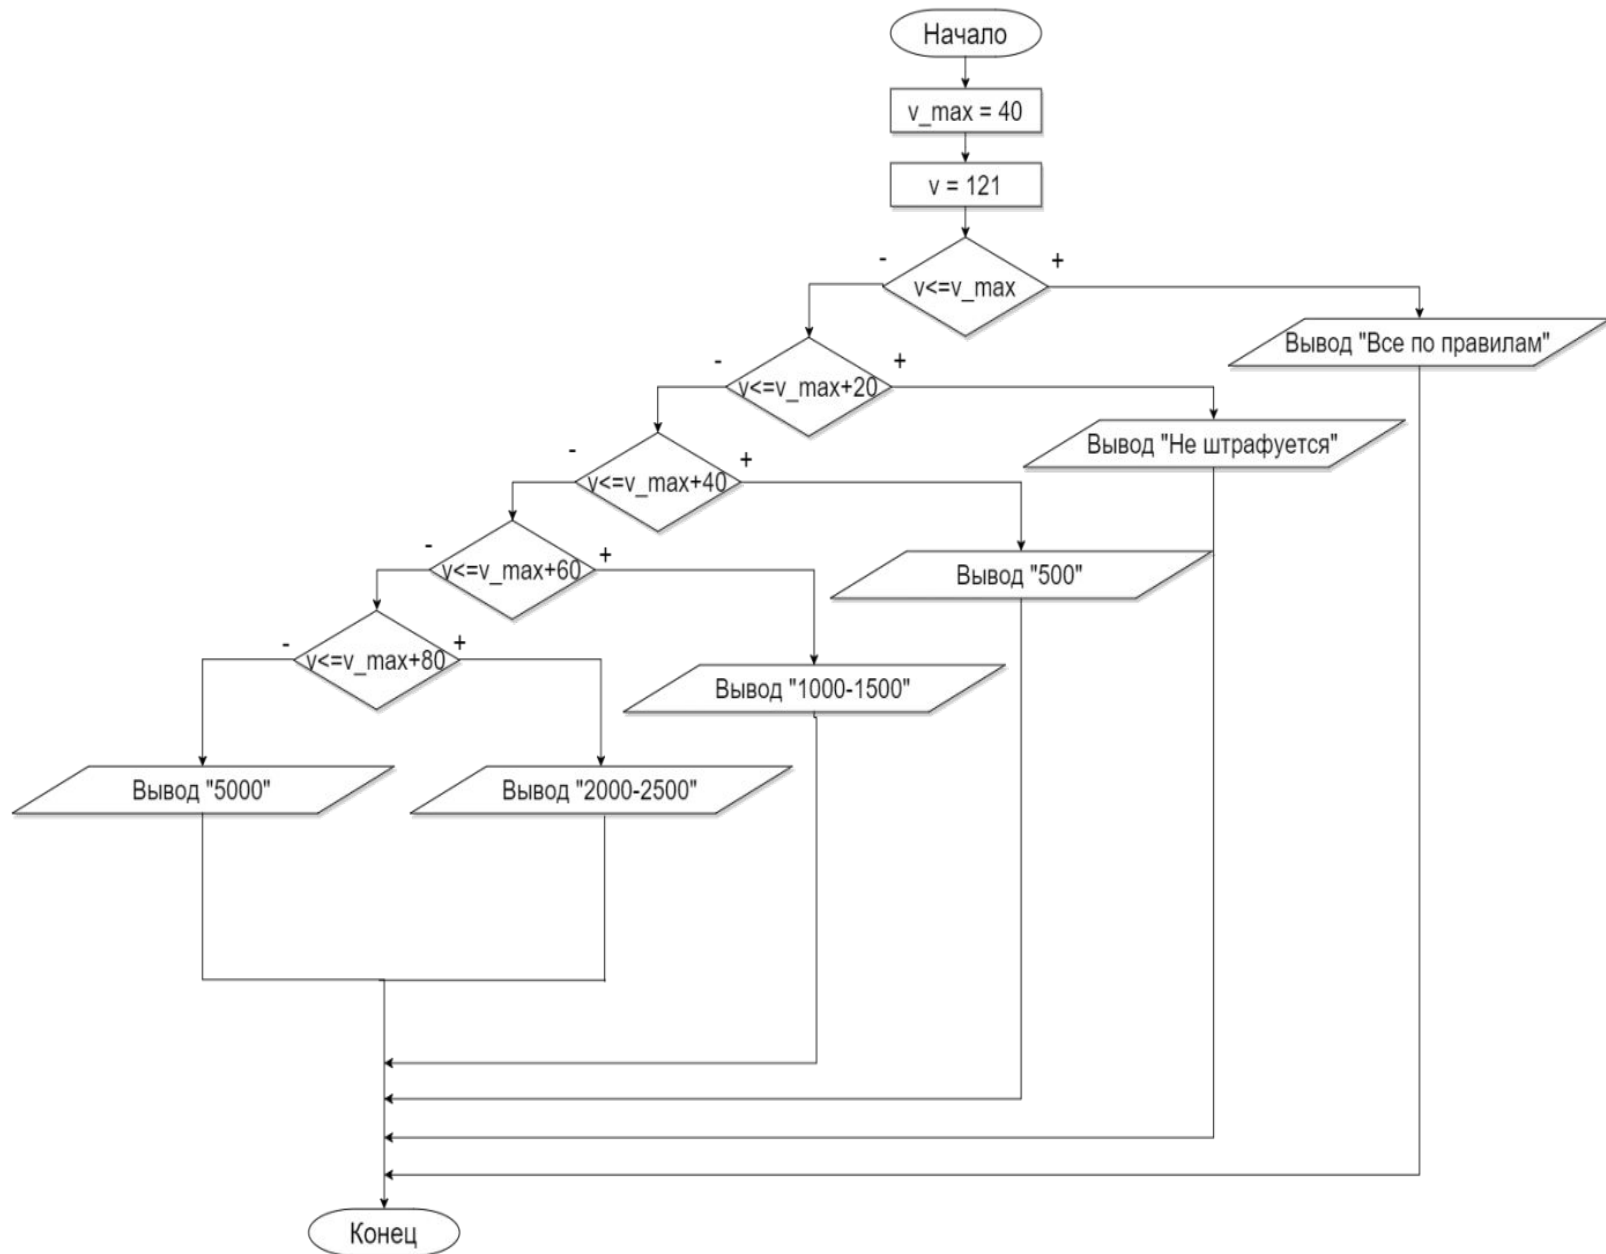 Начало
v_max = 40
v = 121
- +
v<=v_max
Вывод "Все по правилам"
- +
v<=v_max+20
Вывод "Не штрафуется"
- +
v<=v_max+40
Вывод "500"
- +
v<=v_max+60
Вывод "1000-1500"
- +
v<=v_max+80
Вывод "5000"
Вывод "2000-2500"
Конец